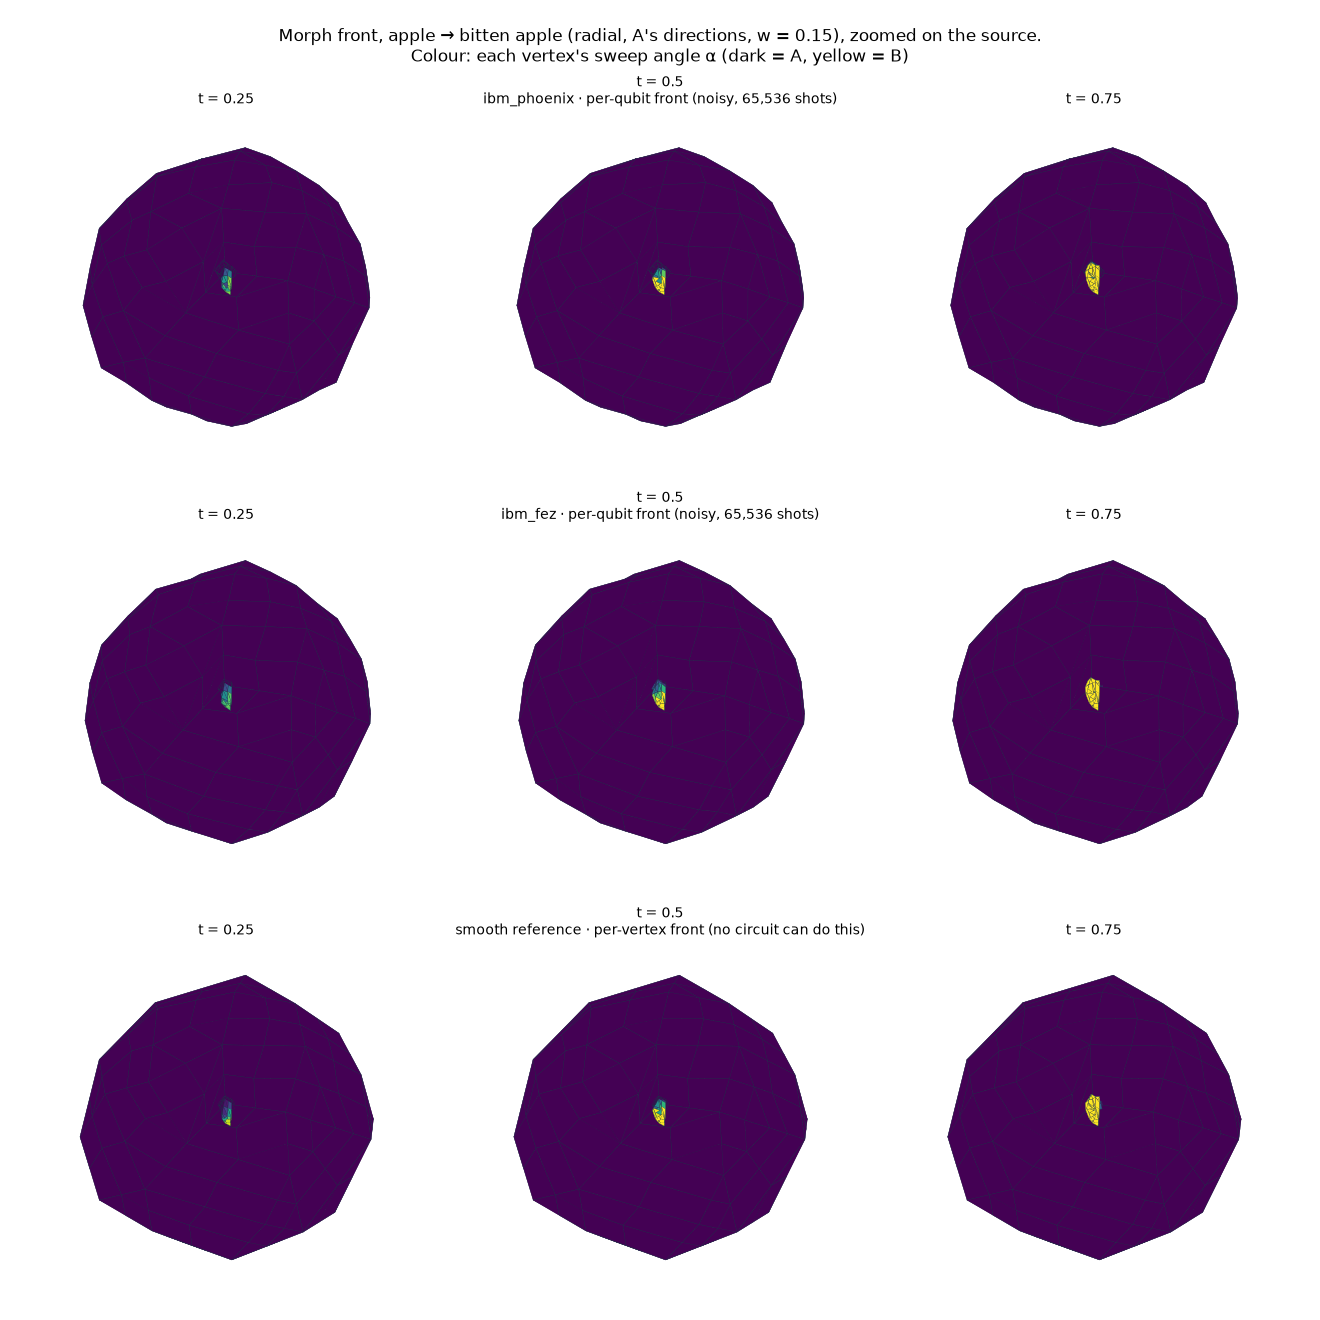 Morph front, apple → bitten apple (radial, A's directions, w = 0.15), zoomed on the source.
Colour: each vertex's sweep angle α (dark = A, yellow = B)
t = 0.25
t = 0.5
ibm_phoenix · per-qubit front (noisy, 65,536 shots)
t = 0.75
t = 0.25
t = 0.5
ibm_fez · per-qubit front (noisy, 65,536 shots)
t = 0.75
t = 0.25
t = 0.5
smooth reference · per-vertex front (no circuit can do this)
t = 0.75